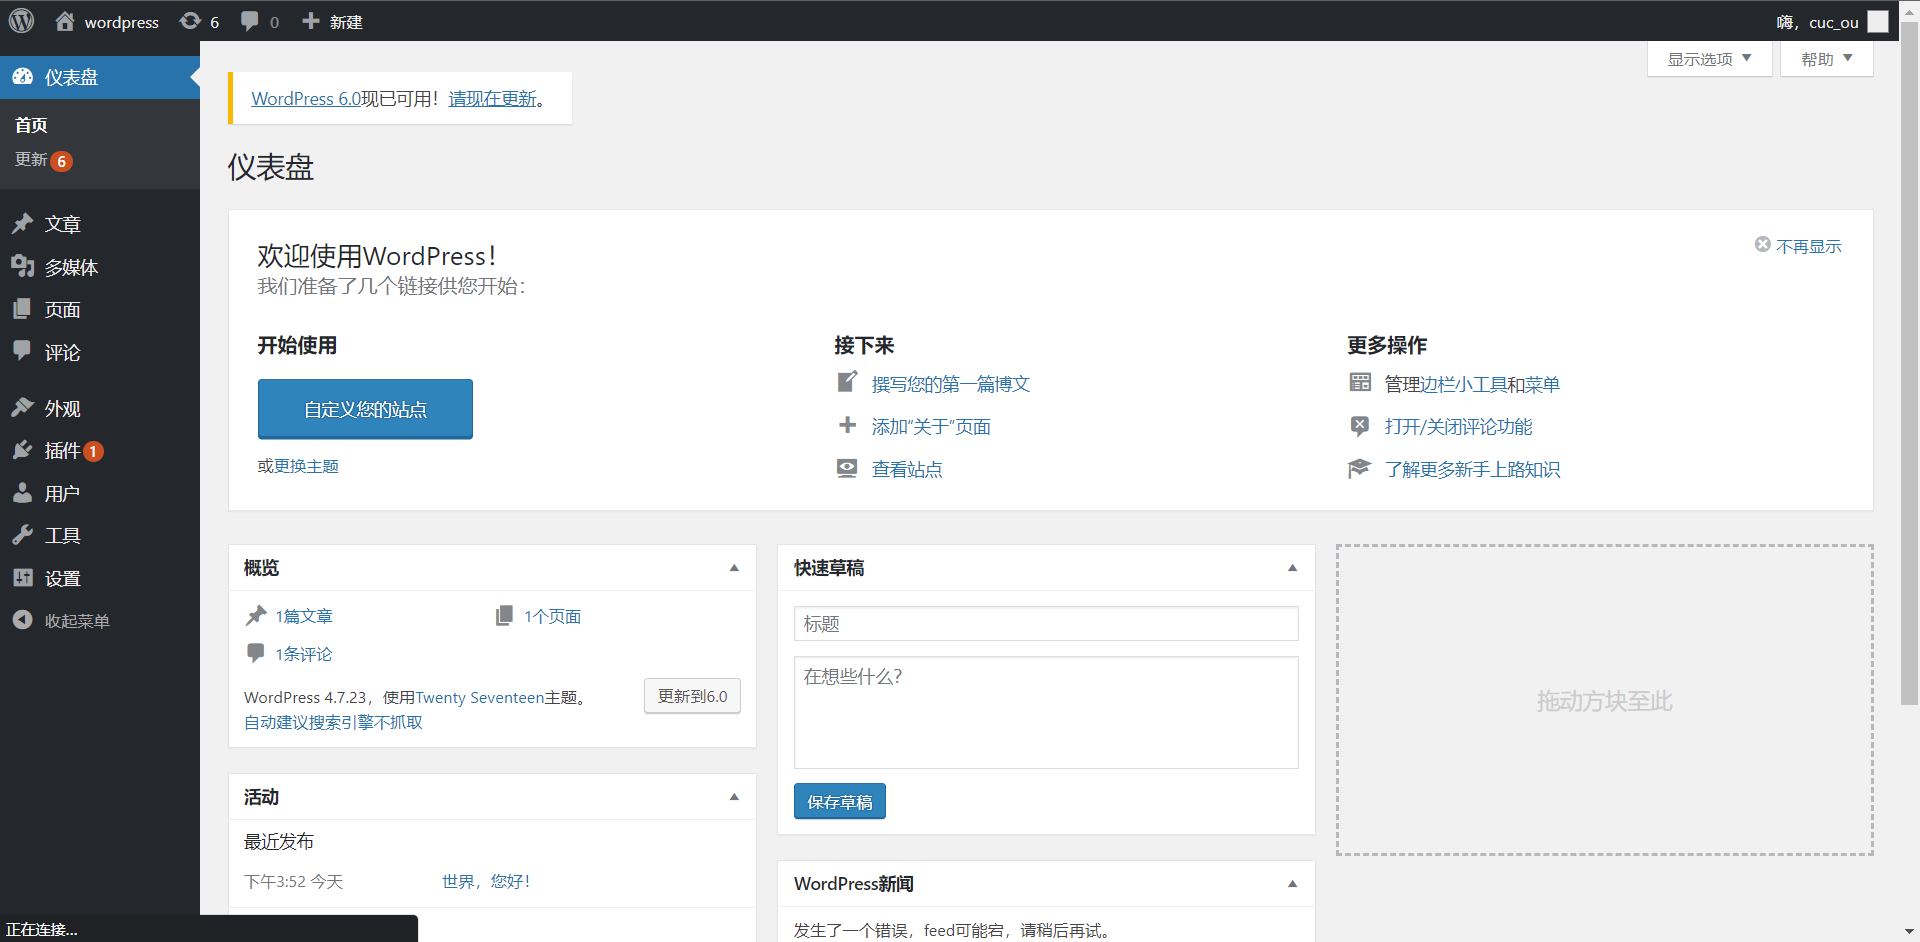 wordpress 6 0 新建 嗨，cuc_ou
仪表盘
首页
更新 6
文章
多媒体
页面
评论
外观
插件 1
用户
工具
设置
收起菜单
显示选项 帮助
WordPress 6.0现已可用！请现在更新。
仪表盘
欢迎使用WordPress！
不再显示
我们准备了几个链接供您开始：
开始使用
自定义您的站点
或更换主题
接下来
撰写您的第一篇博文
添加“关于”页面
查看站点
更多操作
管理边栏小工具和菜单
打开/关闭评论功能
了解更多新手上路知识
概览
1篇文章 1个页面
1条评论
WordPress 4.7.23，使用Twenty Seventeen主题。
更新到6.0
自动建议搜索引擎不抓取
活动
最近发布
下午3:52 今天 世界，您好！
快速草稿
标题
在想些什么？
保存草稿
WordPress新闻
发生了一个错误，feed可能宕，请稍后再试。
拖动方块至此
正在连接...